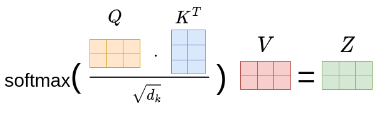 Q K^T V Z
softmax( · ) =
√d_k